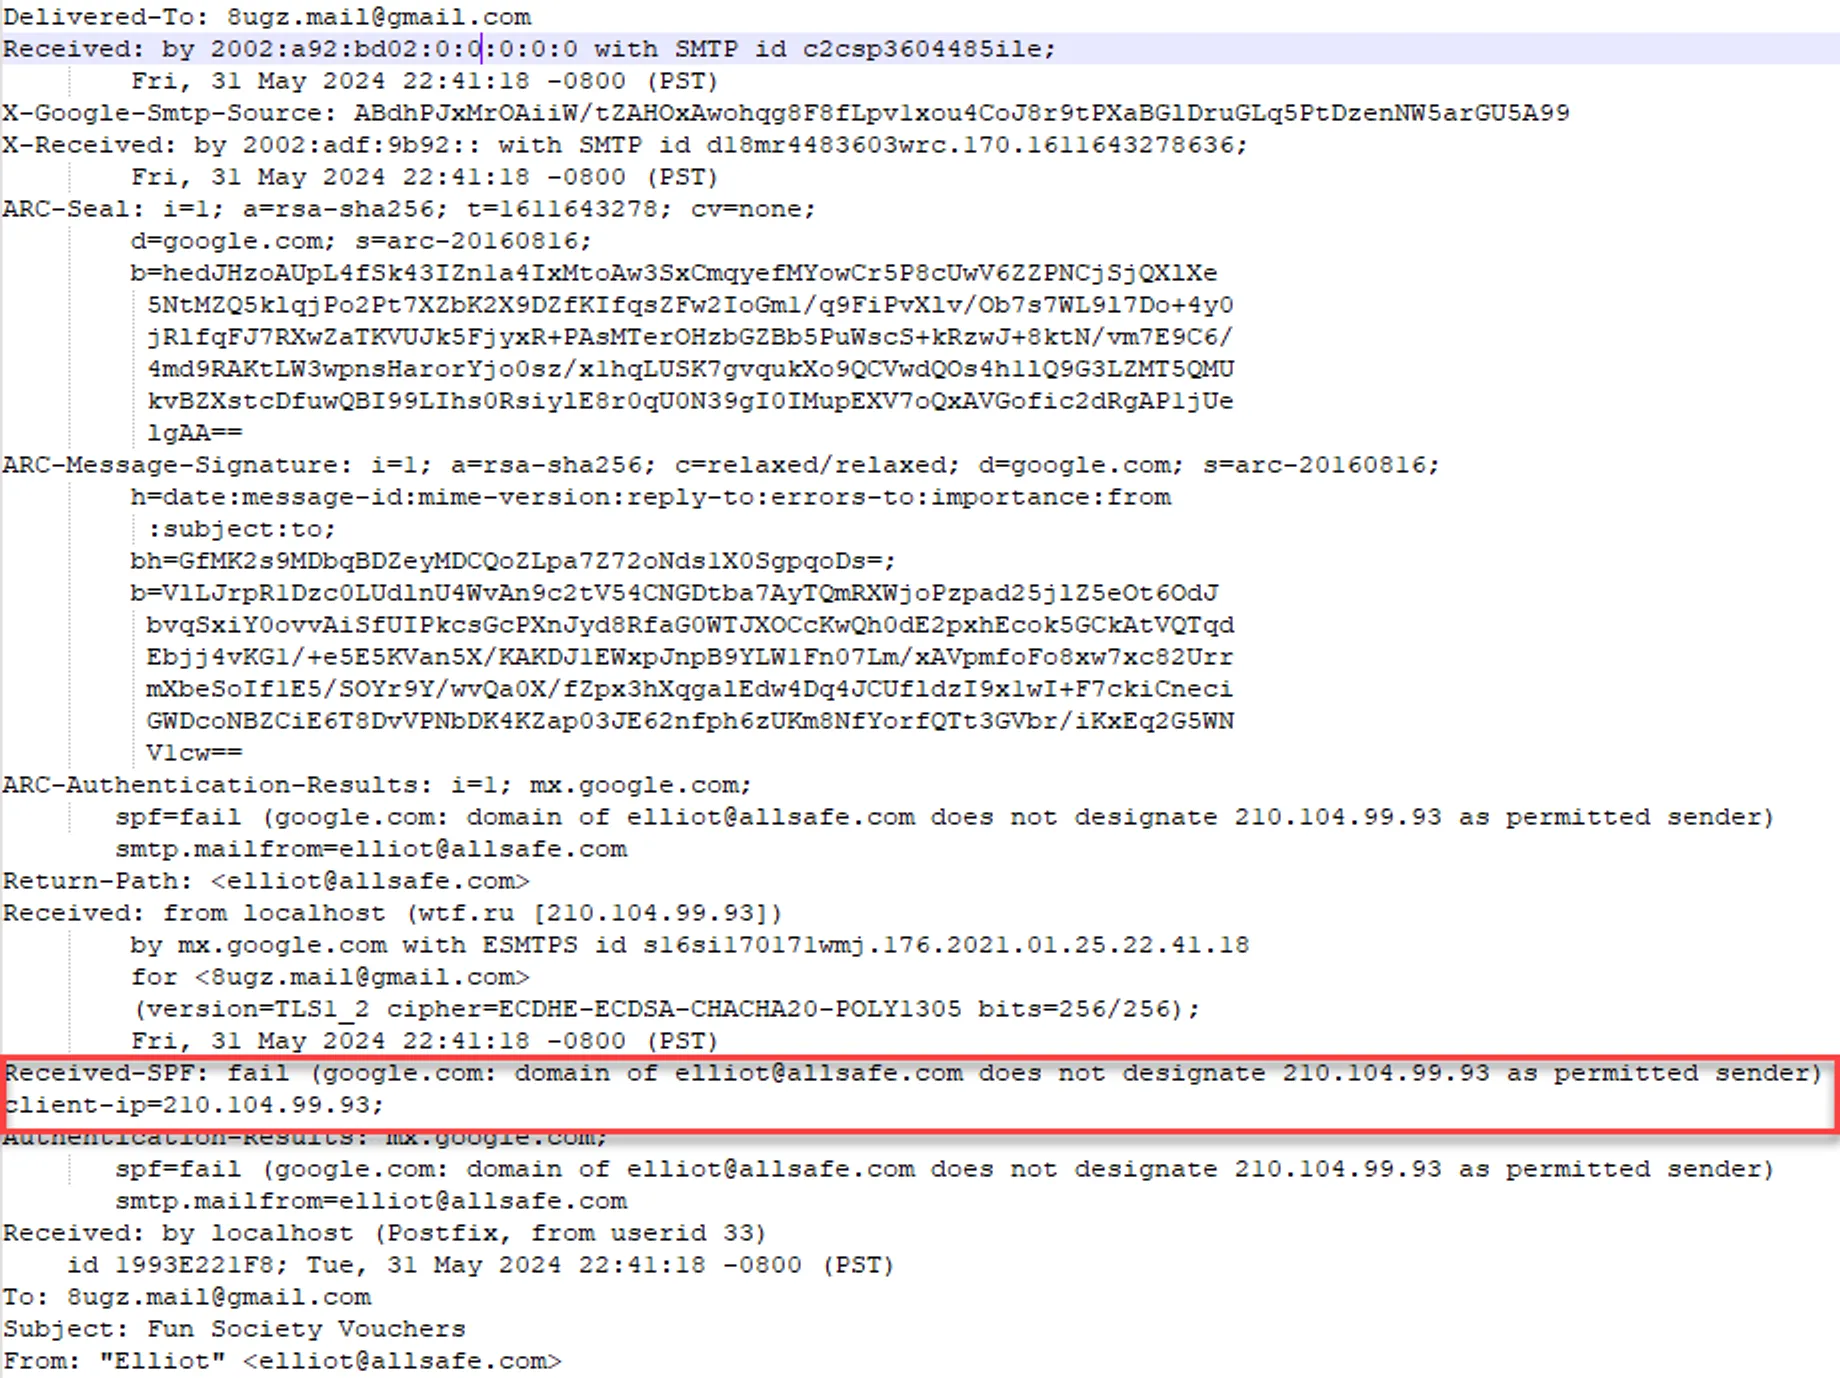 Delivered-To: 8ugz.mail@gmail.com
Received: by 2002:a92:bd02:0:0:0:0:0 with SMTP id c2csp3604485ile;
Fri, 31 May 2024 22:41:18 -0800 (PST)
X-Google-Smtp-Source: ABdhPJxMrOAiiW/tZAHOxAwohqg8F8fLpv1xou4CoJ8r9tPXaBG1DruGLq5PtDzenNW5arGU5A99
X-Received: by 2002:adf:9b92:: with SMTP id d18mr4483603wrc.170.1611643278636;
Fri, 31 May 2024 22:41:18 -0800 (PST)
ARC-Seal: i=1; a=rsa-sha256; t=1611643278; cv=none;
d=google.com; s=arc-20160816;
b=hedJHzoAUpL4fSk43IZn1a4IxMtoAw3SxCmqyefMYowCr5P8cUwV6ZZPNCjSjQX1Xe
5NtMZQ5klqjPo2Pt7XZbK2X9DZfKIfqsZFw2IoGm1/q9FiPvX1v/Ob7s7WL917Do+4y0
jR1fqFJ7RXwZaTKVUJk5FjyxR+PAsMTerOHzbGZBb5PuWscS+kRzwJ+8ktN/vm7E9C6/
4md9RAKtLW3wpnsHarorYjo0sz/x1hqLUSK7gvqukXo9QCVwdQOs4h11Q9G3LZMT5QMU
kvBZXstcDfuwQBI99LIhs0Rsiy1E8r0qU0N39gI0IMupEXV7oQxAVGofic2dRgAP1jUe
lgAA==
ARC-Message-Signature: i=1; a=rsa-sha256; c=relaxed/relaxed; d=google.com; s=arc-20160816;
h=date:message-id:mime-version:reply-to:errors-to:importance:from
:subject:to;
bh=GfMK2s9MDbqBDZeyMDCQoZLpa7Z72oNds1X0SgpqoDs=;
b=V1LJrpR1Dzc0LUd1nU4WvAn9c2tV54CNGDtba7AyTQmRXWjoPzpad25j1Z5eOt6OdJ
bvqSxiY0ovvAiSfUIPkcsGcPXnJyd8RfaG0WTJXOCcKwQh0dE2pxhEcok5GCkAtVQTqd
Ebjj4vKG1/+e5E5KVan5X/KAKDJ1EWxpJnpB9YLW1Fn07Lm/xAVpmfoFo8xw7xc82Urr
mXbeSoIf1E5/SOYr9Y/wvQa0X/fZpx3hXqgalEdw4Dq4JCUf1dzI9x1wI+F7ckiCneci
GWDcoNBZCiE6T8DvVPNbDK4KZap03JE62nfph6zUKm8NfYorfQTt3GVbr/iKxEq2G5WN
V1cw==
ARC-Authentication-Results: i=1; mx.google.com;
spf=fail (google.com: domain of elliot@allsafe.com does not designate 210.104.99.93 as permitted sender)
smtp.mailfrom=elliot@allsafe.com
Return-Path: <elliot@allsafe.com>
Received: from localhost (wtf.ru [210.104.99.93])
by mx.google.com with ESMTPS id s16si170171wmj.176.2021.01.25.22.41.18
for <8ugz.mail@gmail.com>
(version=TLS1_2 cipher=ECDHE-ECDSA-CHACHA20-POLY1305 bits=256/256);
Fri, 31 May 2024 22:41:18 -0800 (PST)
Received-SPF: fail (google.com: domain of elliot@allsafe.com does not designate 210.104.99.93 as permitted sender)
client-ip=210.104.99.93;
Authentication-Results: mx.google.com;
spf=fail (google.com: domain of elliot@allsafe.com does not designate 210.104.99.93 as permitted sender)
smtp.mailfrom=elliot@allsafe.com
Received: by localhost (Postfix, from userid 33)
id 1993E221F8; Tue, 31 May 2024 22:41:18 -0800 (PST)
To: 8ugz.mail@gmail.com
Subject: Fun Society Vouchers
From: "Elliot" <elliot@allsafe.com>